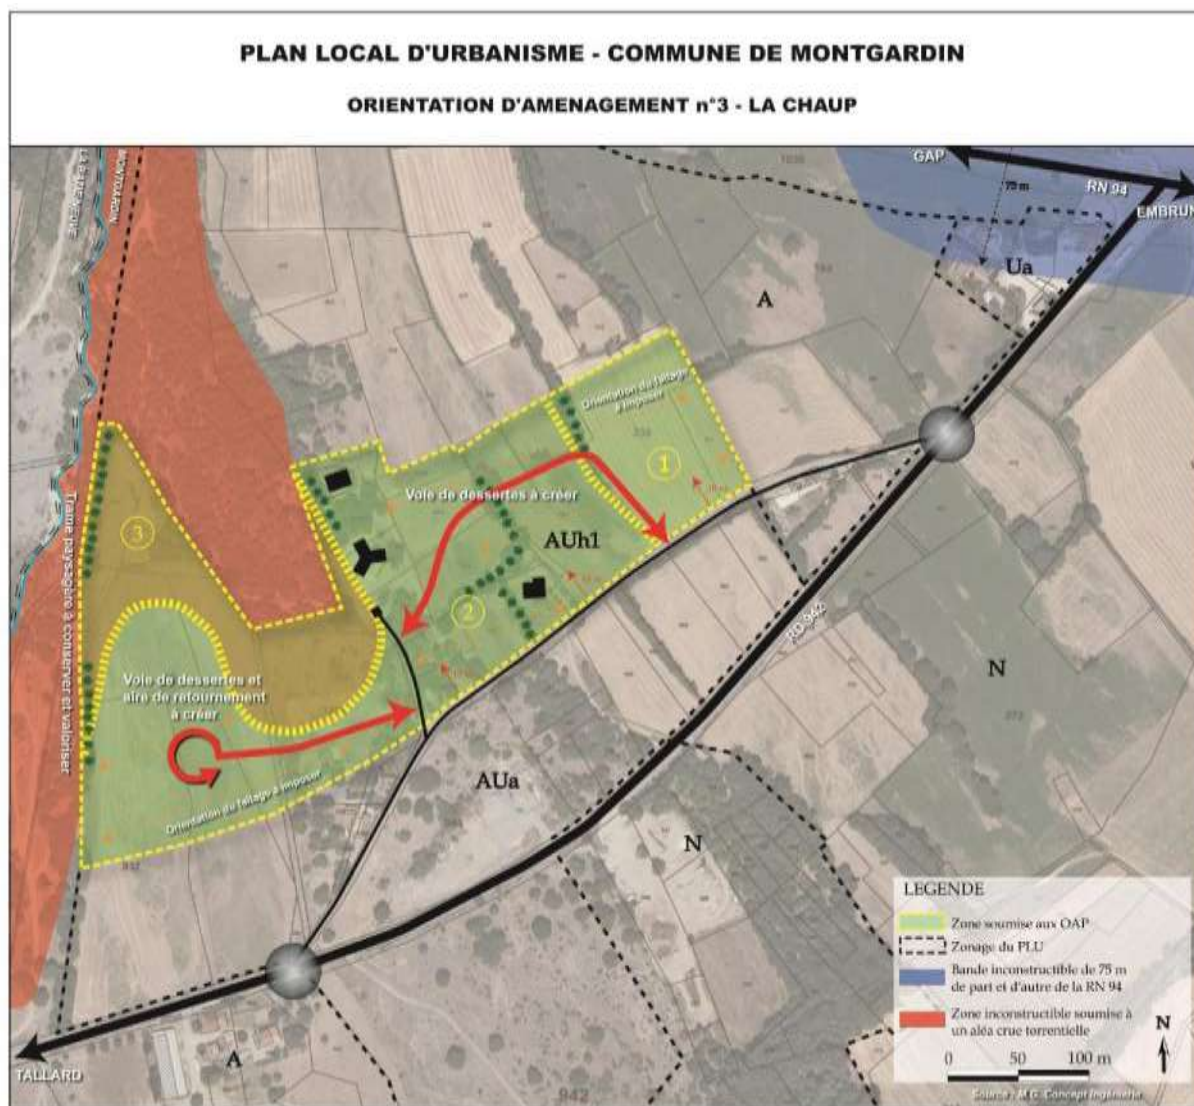 PLAN LOCAL D'URBANISME - COMMUNE DE MONTGARDIN
ORIENTATION D'AMENAGEMENT n°3 - LA CHAUP
MONTGARDIN
GAP
RN 94
75 m
EMBRUN
Ua
A
Orientation du faîtage
à imposer
1
3
Trame paysagère à conserver et valoriser
Voie de dessertes à créer
AUh1
2
RD 942
N
Voie de dessertes et
aire de retournement
à créer
Orientation du faîtage à imposer
AUa
N
A
TALLARD
942
LEGENDE
Zone soumise aux OAP
Zonage du PLU
Bande inconstructible de 75 m
de part et d'autre de la RN 94
Zone inconstructible soumise à
un aléa crue torrentielle
N
0 50 100 m
Source : M.G. Concept Ingénierie